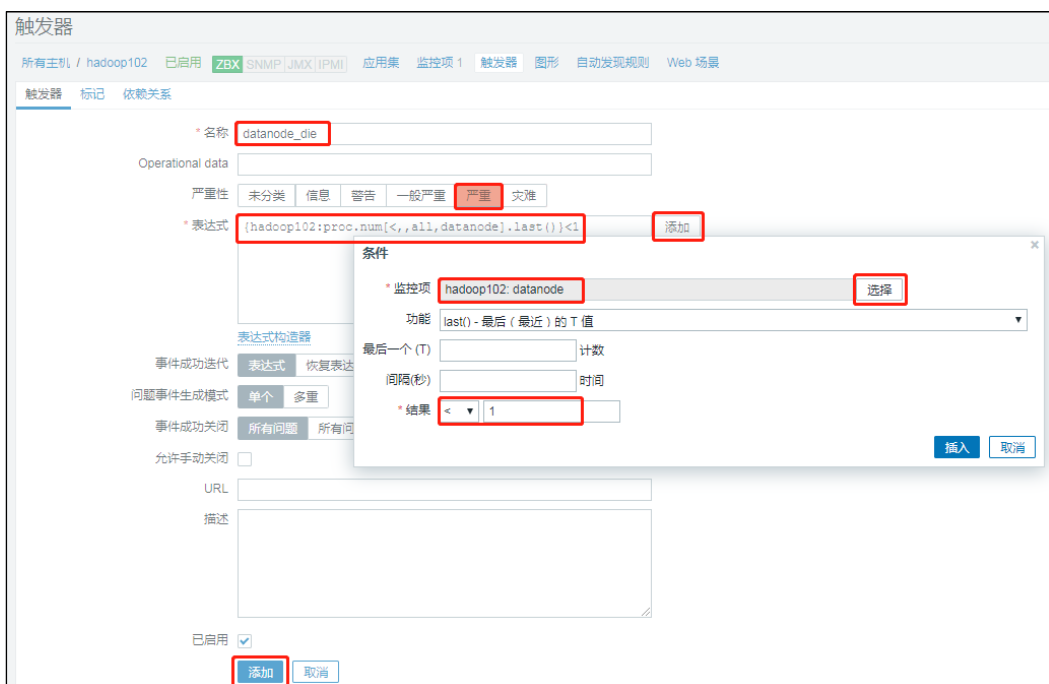 触发器
所有主机 / hadoop102 已启用 ZBX SNMP JMX IPMI 应用集 监控项 1 触发器 图形 自动发现规则 Web 场景
触发器 标记 依赖关系
* 名称 datanode_die
Operational data
严重性 未分类 信息 警告 一般严重 严重 灾难
* 表达式 {hadoop102:proc.num[<,,all,datanode].last()}<1 添加
条件
* 监控项 hadoop102: datanode 选择
功能 last() - 最后 ( 最近 ) 的 T 值
最后一个 (T) 计数
间隔(秒) 时间
* 结果 < 1
插入 取消
表达式构造器
事件成功迭代 表达式 恢复表达
问题事件生成模式 单个 多重
事件成功关闭 所有问题 所有问
允许手动关闭
URL
描述
已启用
添加 取消